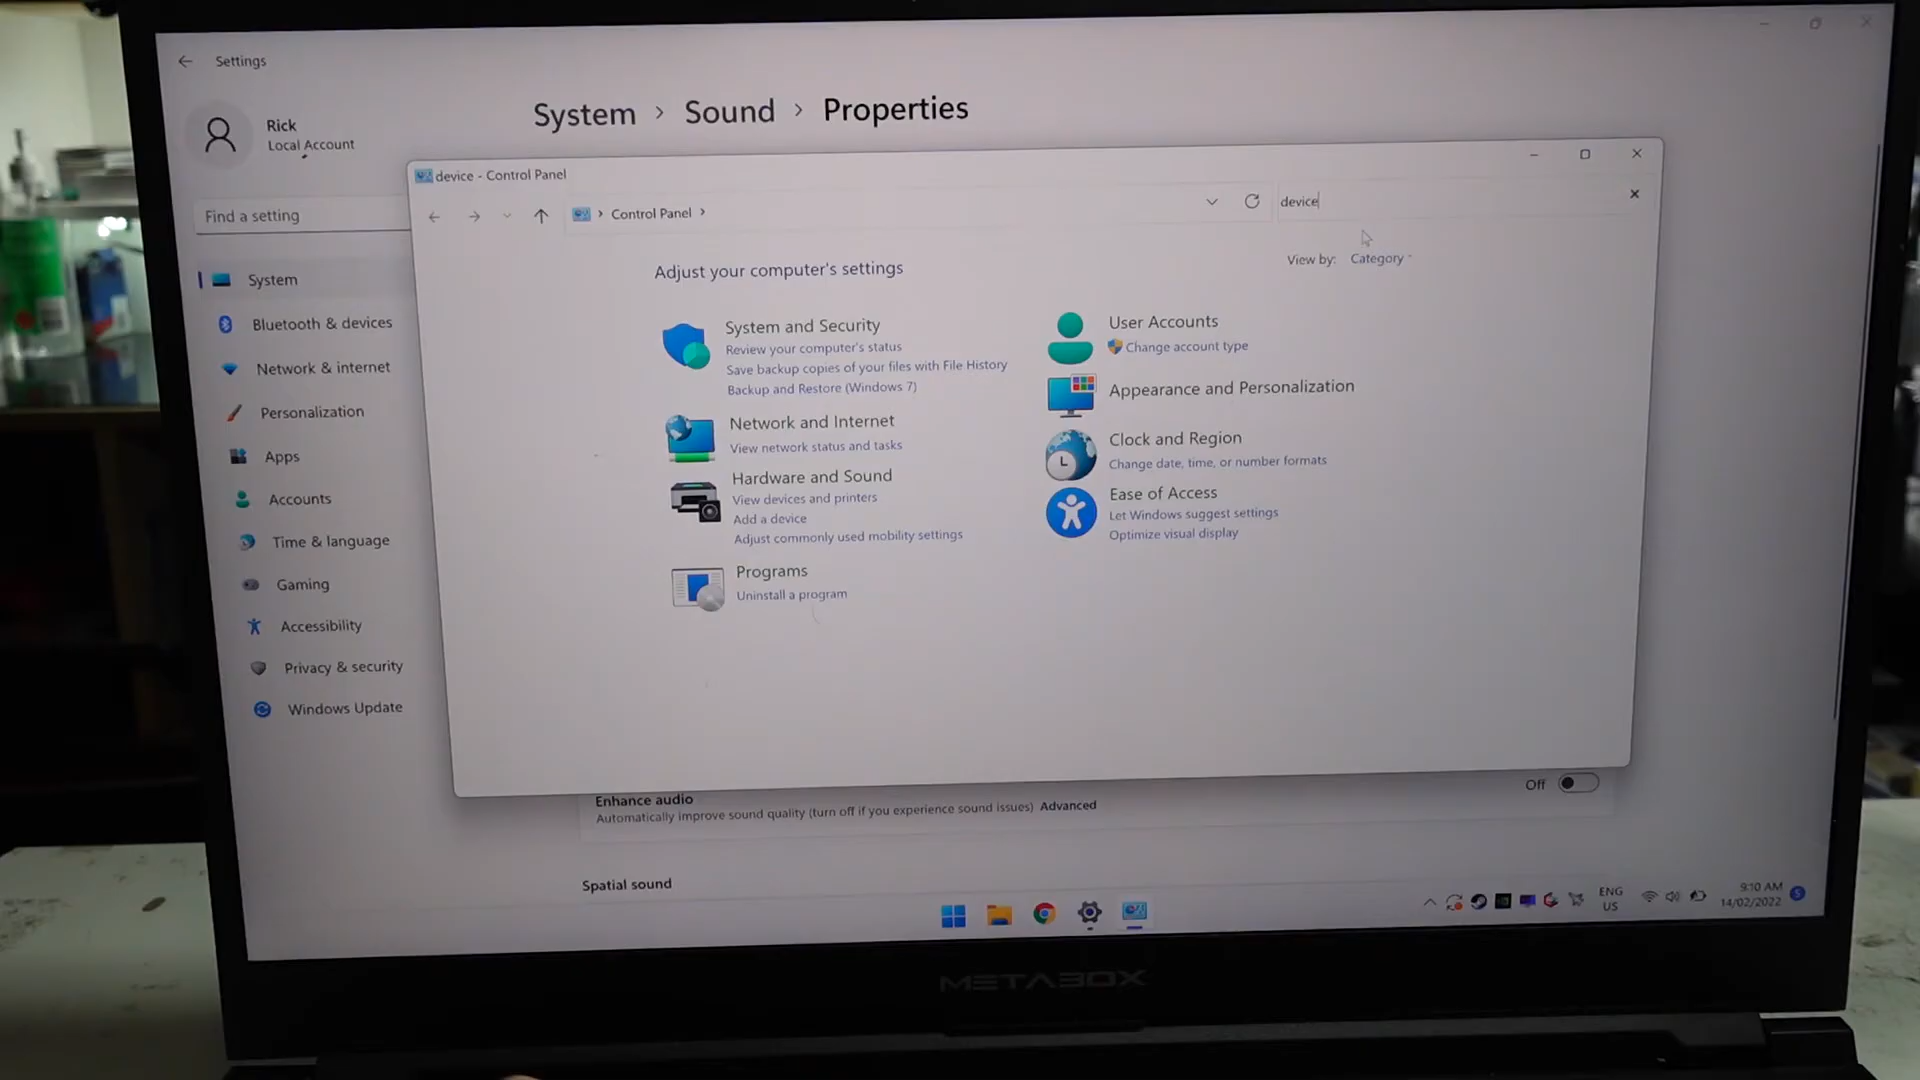 Settings
Rick
Local Account
Find a setting
System
Bluetooth & devices
Network & internet
Personalization
Apps
Accounts
Time & language
Gaming
Accessibility
Privacy & security
Windows Update
System > Sound > Properties
device - Control Panel
Control Panel
device
View by: Category
Adjust your computer's settings
System and Security
Review your computer's status
Save backup copies of your files with File History
Backup and Restore (Windows 7)
Network and Internet
View network status and tasks
Hardware and Sound
View devices and printers
Add a device
Adjust commonly used mobility settings
Programs
Uninstall a program
User Accounts
Change account type
Appearance and Personalization
Clock and Region
Change date, time, or number formats
Ease of Access
Let Windows suggest settings
Optimize visual display
Enhance audio
Automatically improve sound quality (turn off if you experience sound issues) Advanced
Off
Spatial sound
ENG
US
9:10 AM
14/02/2022
5
METABOX